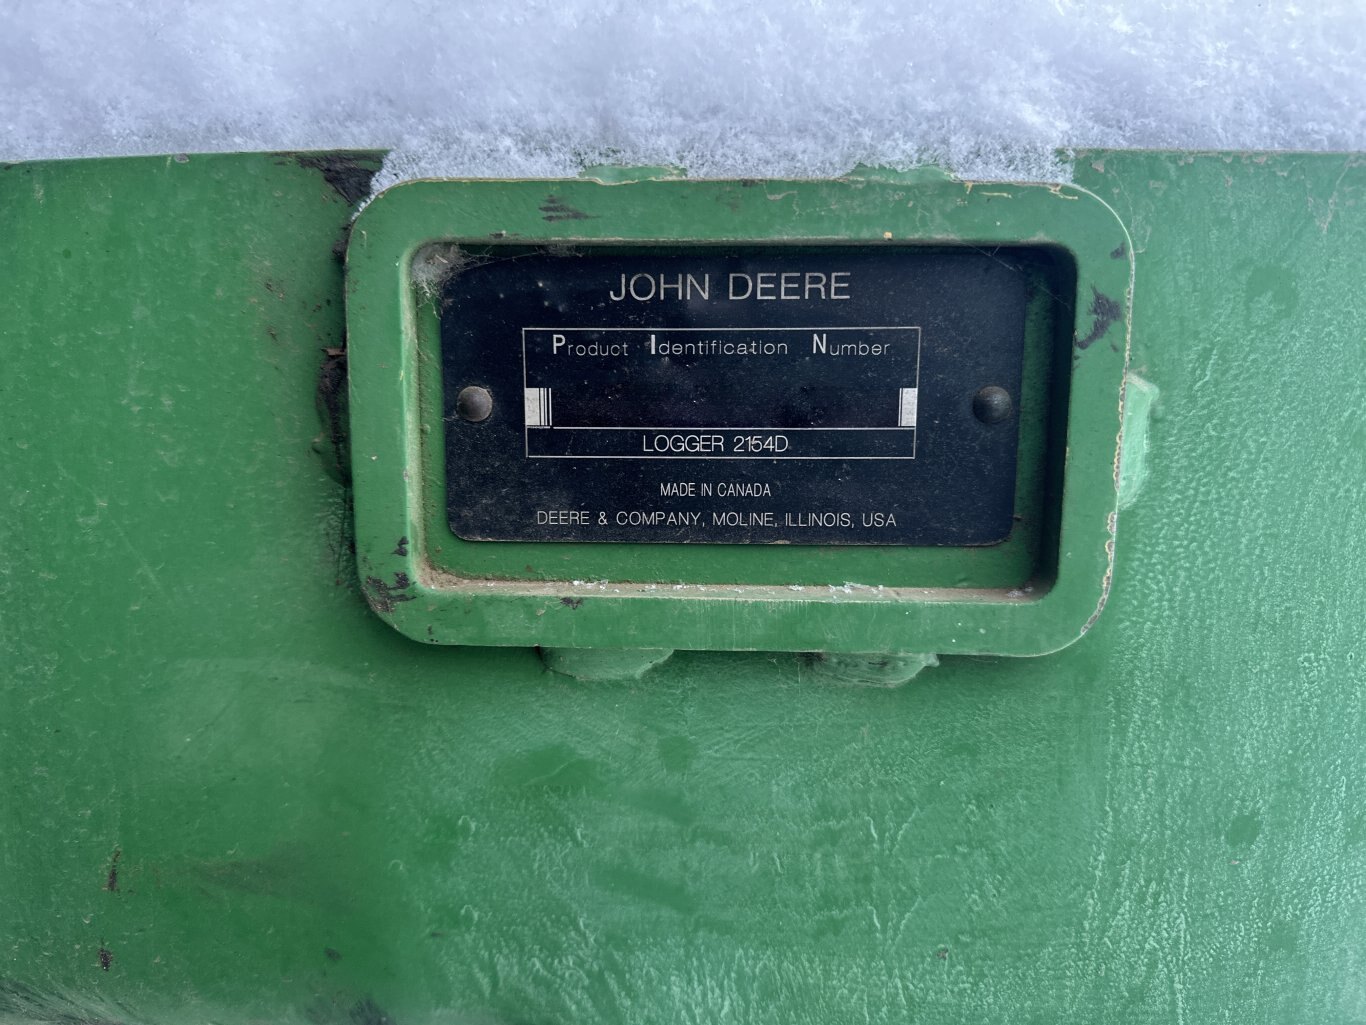 JOHN DEERE
Product Identification Number
LOGGER 2154D
MADE IN CANADA
DEERE & COMPANY, MOLINE, ILLINOIS, USA